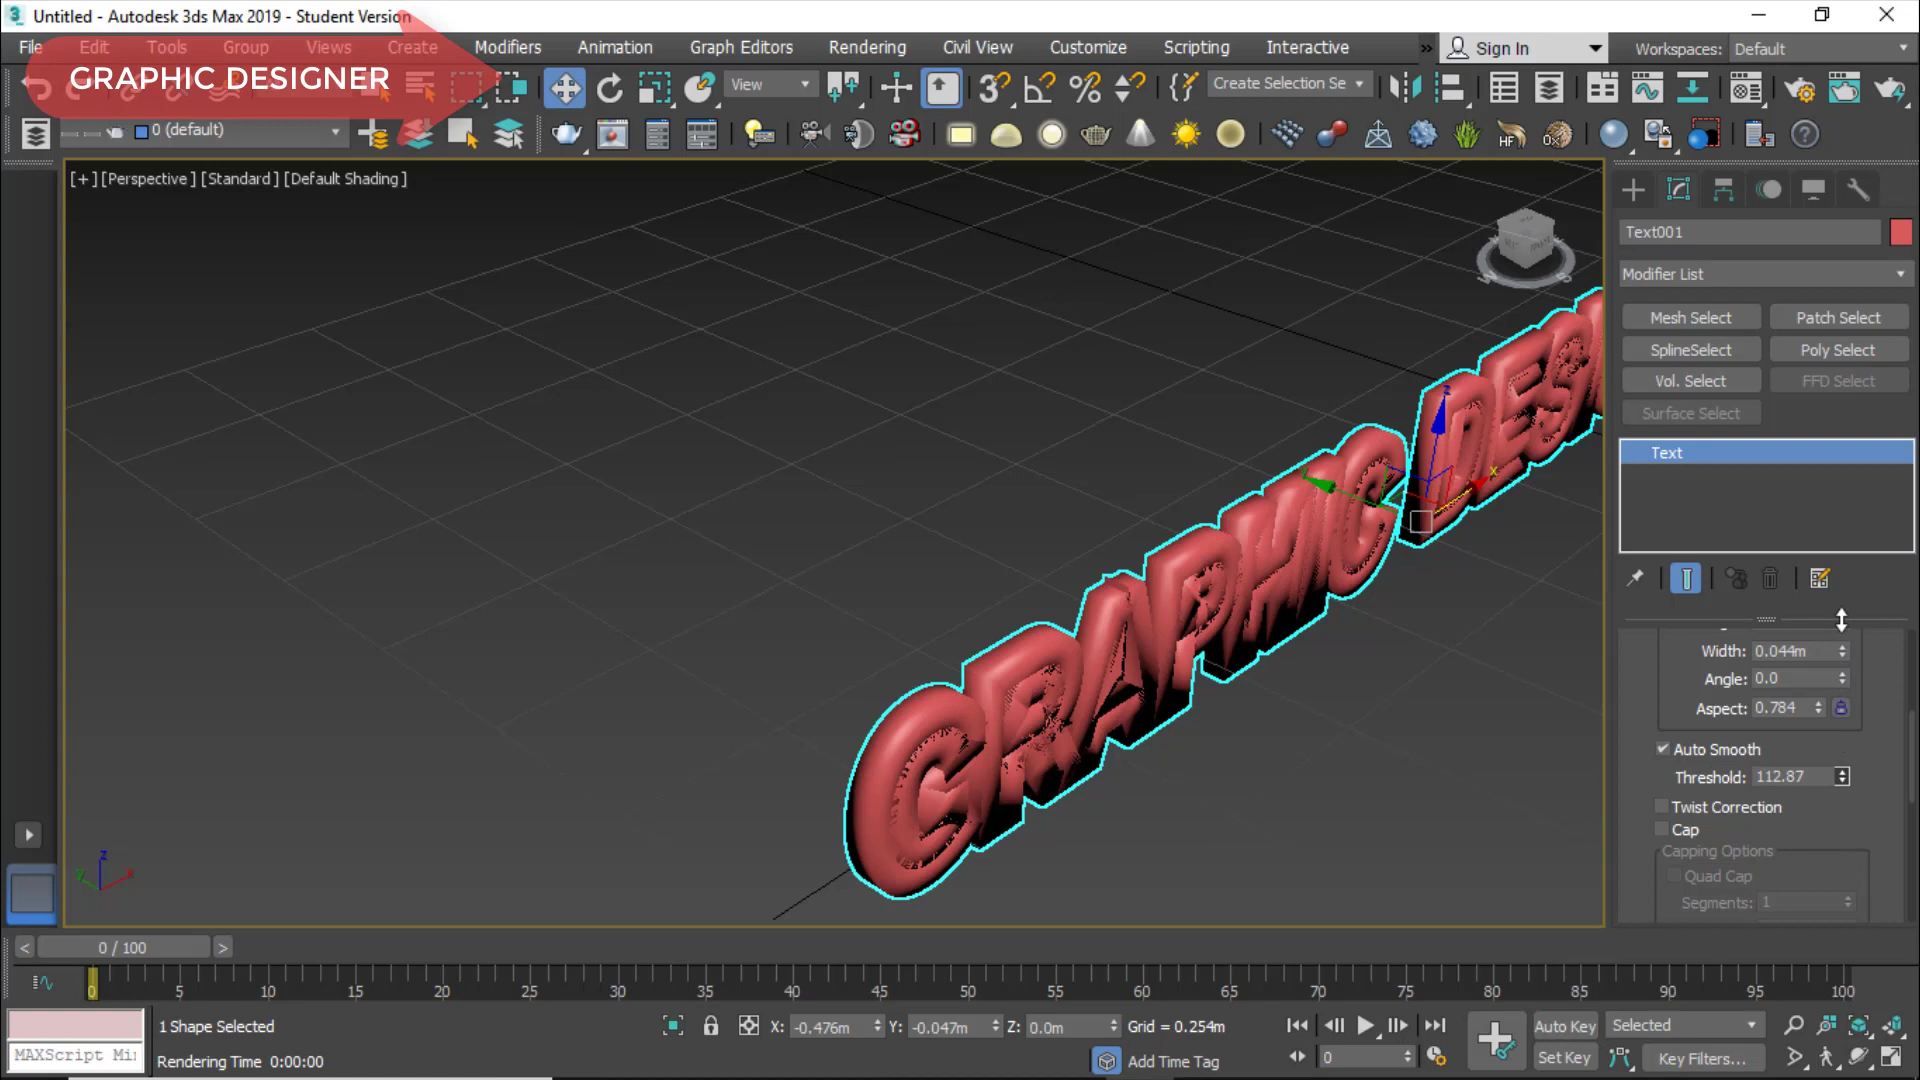 Untitled - Autodesk 3ds Max 2019 - Student Version
File Edit Tools Group Views Create Modifiers Animation Graph Editors Rendering Civil View Customize Scripting Interactive » Sign In Workspaces: Default
GRAPHIC DESIGNER
View Create Selection Se
0 (default)
[+] [Perspective] [Standard] [Default Shading]
Text001
Modifier List
Mesh Select Patch Select
SplineSelect Poly Select
Vol. Select FFD Select
Surface Select
Text
GRAPHIC DESI
Width: 0.044m
Angle: 0.0
Aspect: 0.784
Auto Smooth
Threshold: 112.87
Twist Correction
Cap
Capping Options
Quad Cap
Segments: 1
< 0 / 100 >
0 5 10 15 20 25 30 35 40 45 50 55 60 65 70 75 80 85 90 95 100
1 Shape Selected X: -0.476m Y: -0.047m Z: 0.0m Grid = 0.254m Auto Key Selected
MAXScript Mi
Rendering Time 0:00:00 Add Time Tag 0 Set Key Key Filters...